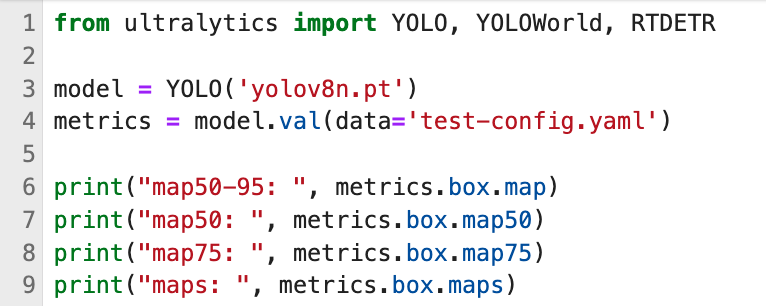 1 from ultralytics import YOLO, YOLOWorld, RTDETR
2
3 model = YOLO('yolov8n.pt')
4 metrics = model.val(data='test-config.yaml')
5
6 print("map50-95: ", metrics.box.map)
7 print("map50: ", metrics.box.map50)
8 print("map75: ", metrics.box.map75)
9 print("maps: ", metrics.box.maps)